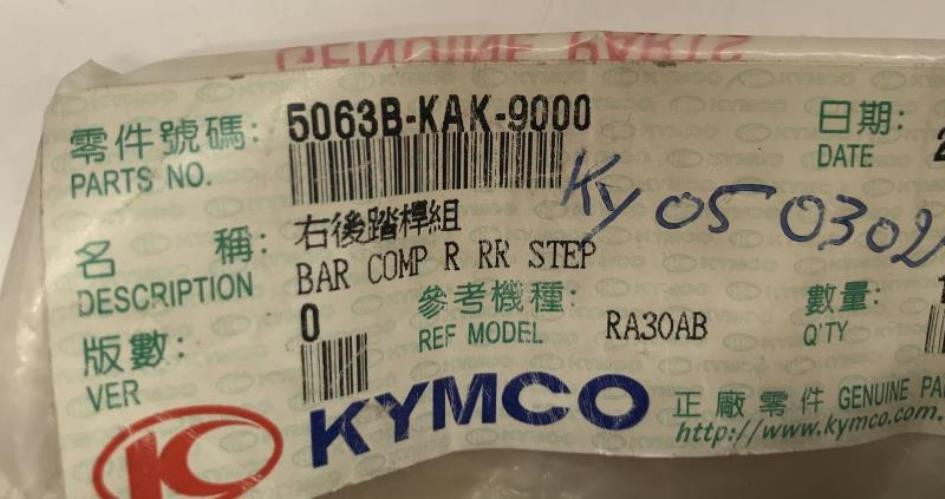 GENUINE PARTS
零件號碼: 5063B-KAK-9000 日期:
PARTS NO. DATE
Ky 05 0302
名 稱: 右後踏桿組
DESCRIPTION BAR COMP R RR STEP
版數: 0 參考機種: RA30AB 數量:
VER REF MODEL Q'TY
KYMCO 正廠零件 GENUINE PA
http://www.kymco.com.